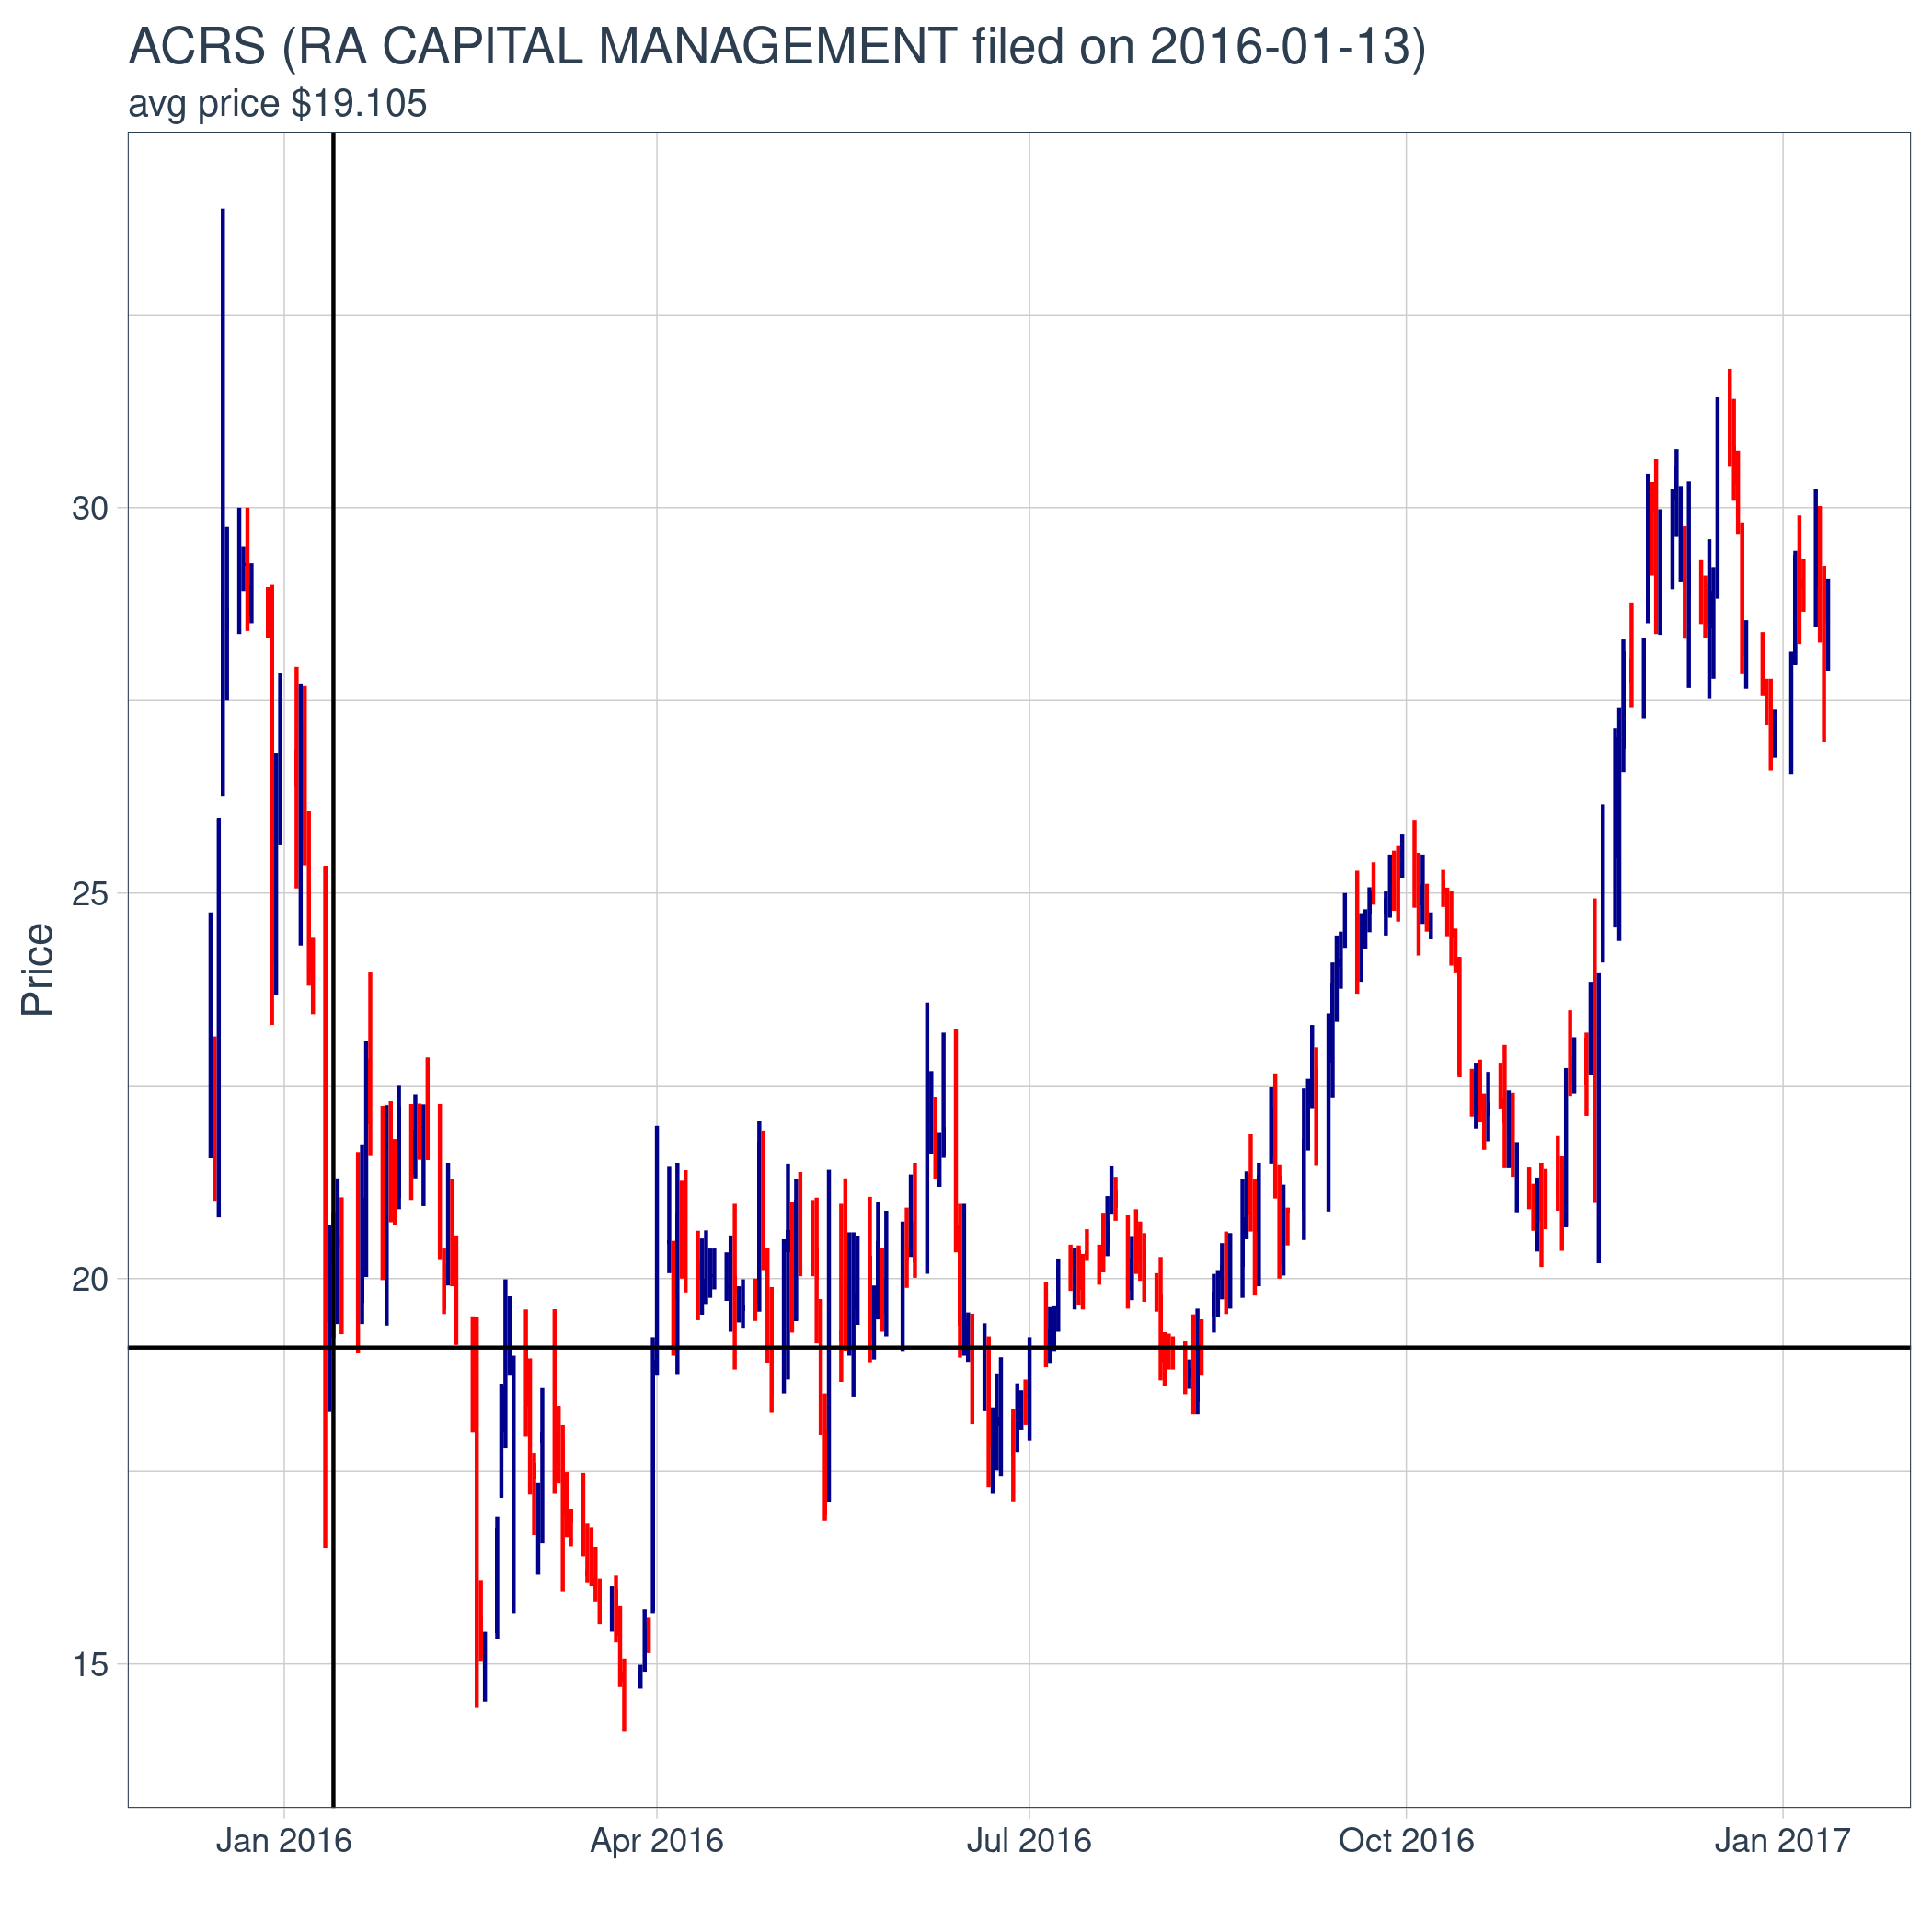 ACRS (RA CAPITAL MANAGEMENT filed on 2016-01-13)
avg price $19.105
Price
30
25
20
15
Jan 2016 Apr 2016 Jul 2016 Oct 2016 Jan 2017